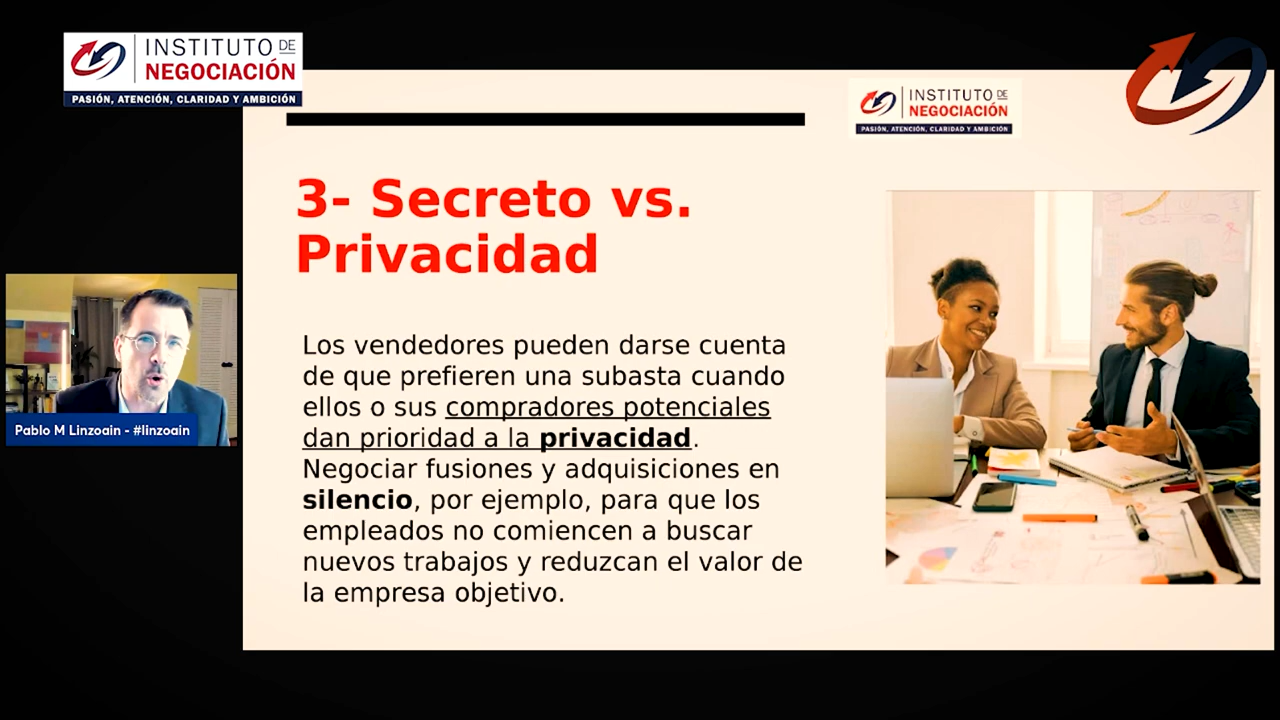 INSTITUTO DE
NEGOCIACIÓN
PASIÓN, ATENCIÓN, CLARIDAD Y AMBICIÓN
INSTITUTO DE
NEGOCIACIÓN
PASIÓN, ATENCIÓN, CLARIDAD Y AMBICIÓN
3- Secreto vs.
Privacidad
Los vendedores pueden darse cuenta
de que prefieren una subasta cuando
ellos o sus compradores potenciales
dan prioridad a la privacidad.
Negociar fusiones y adquisiciones en
silencio, por ejemplo, para que los
empleados no comiencen a buscar
nuevos trabajos y reduzcan el valor de
la empresa objetivo.
Pablo M Linzoain - #linzoain